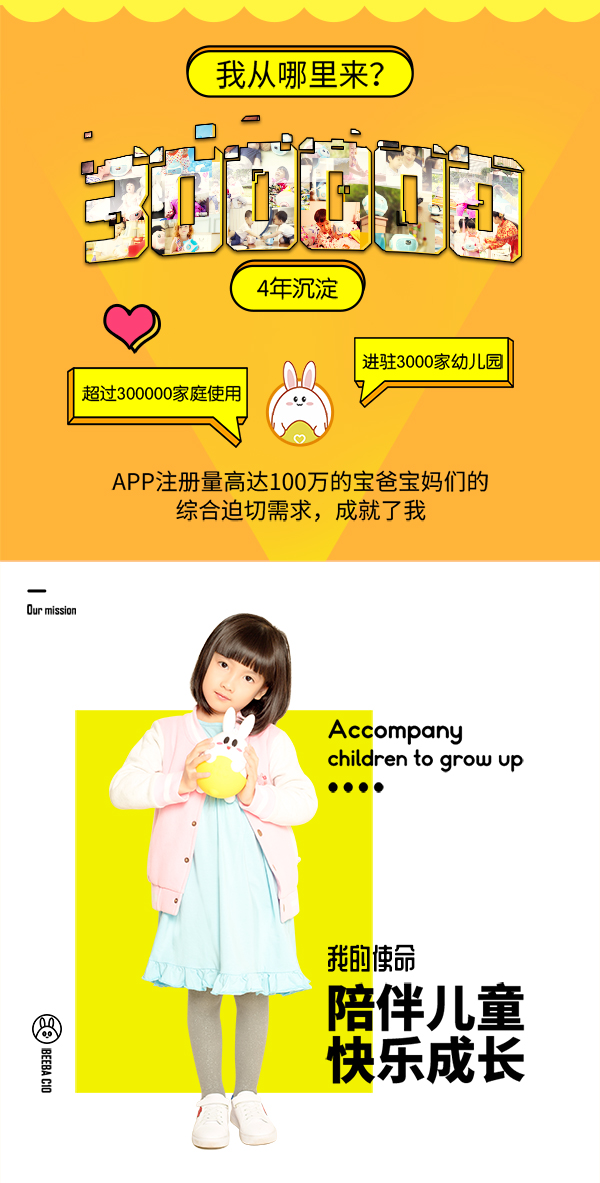 我从哪里来？
300000
4年沉淀
进驻3000家幼儿园
超过300000家庭使用
APP注册量高达100万的宝爸宝妈们的
综合迫切需求，成就了我
Our mission
Accompany
children to grow up
我的使命
陪伴儿童
快乐成长
IBEEBA C10